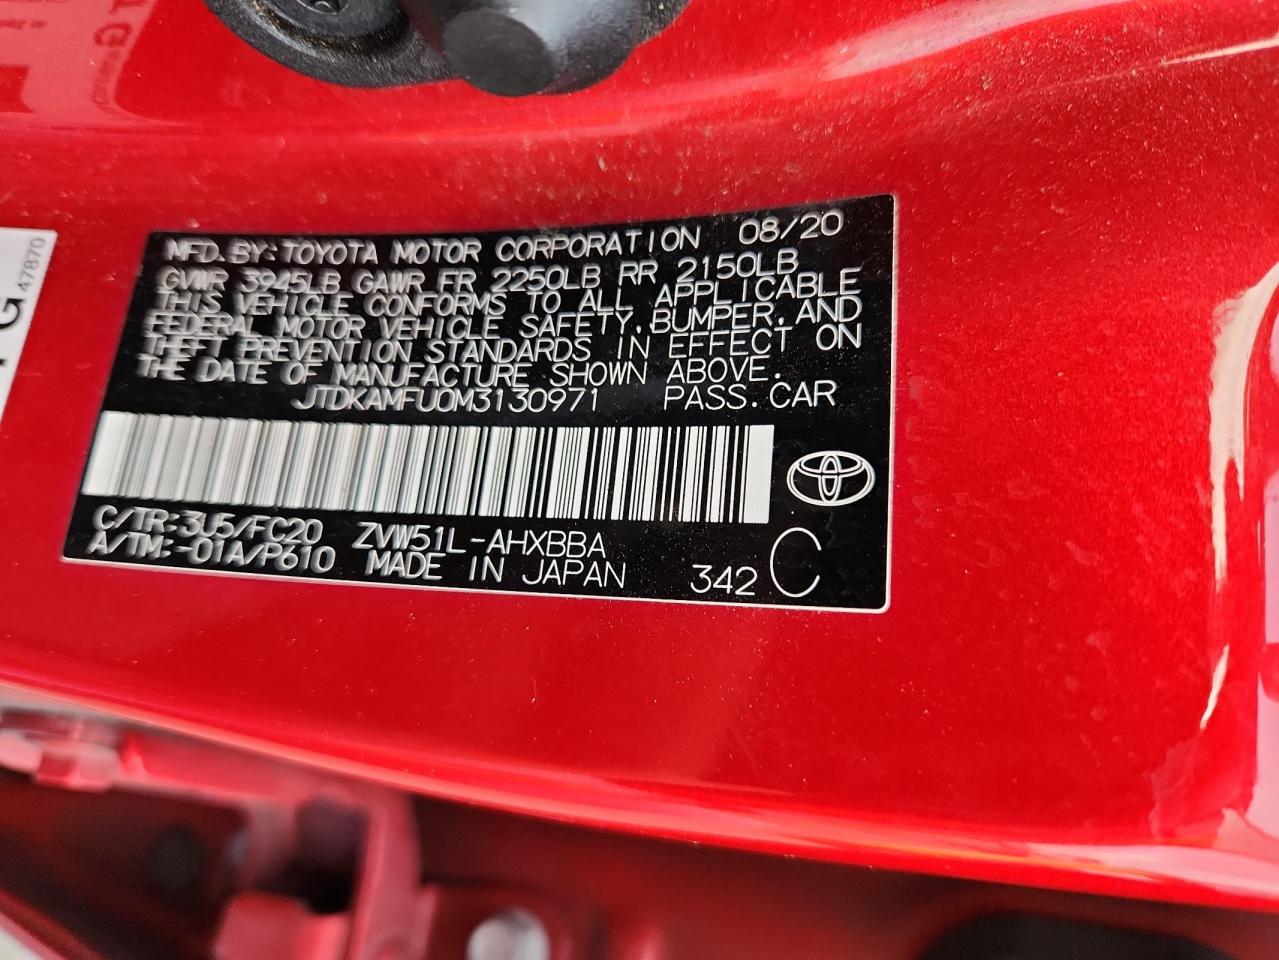 MFD.BY:TOYOTA MOTOR CORPORATION 08/20
GVWR 3945LB GAWR FR 2250LB RR 2150LB
THIS VEHICLE CONFORMS TO ALL APPLICABLE
FEDERAL MOTOR VEHICLE SAFETY,BUMPER,AND
THEFT PREVENTION STANDARDS IN EFFECT ON
THE DATE OF MANUFACTURE SHOWN ABOVE.
JTDKAMFU0M3130971 PASS.CAR
C/TR:3U5/FC20 ZVW51L-AHXBBA
A/TM:-01A/P610 MADE IN JAPAN 342 C
G
47870